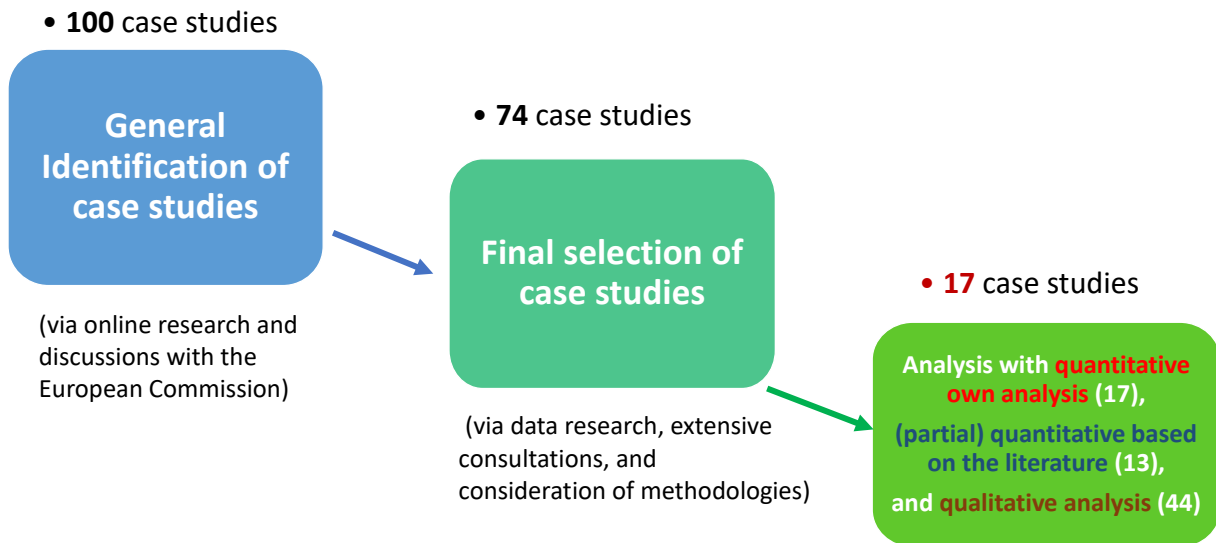 • 100 case studies
General
Identification of
case studies
(via online research and
discussions with the
European Commission)
• 74 case studies
Final selection of
case studies
(via data research, extensive
consultations, and
consideration of methodologies)
• 17 case studies
Analysis with quantitative
own analysis (17),
(partial) quantitative based
on the literature (13),
and qualitative analysis (44)